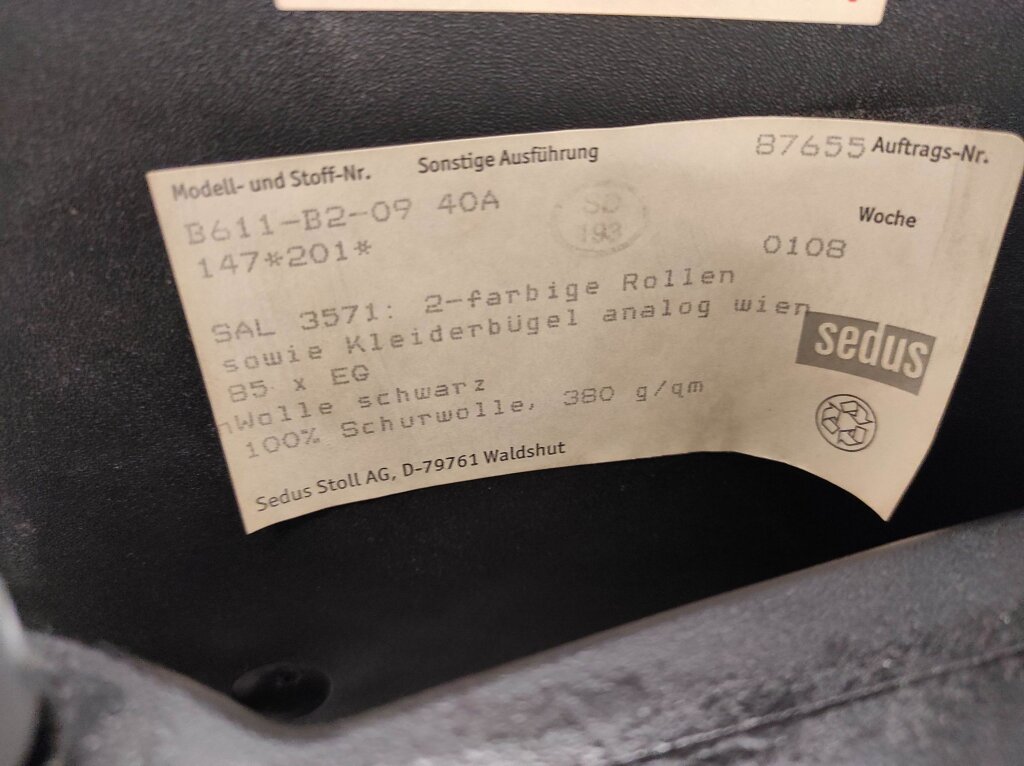 Modell- und Stoff-Nr. Sonstige Ausführung 87655 Auftrags-Nr.
B611-B2-09 40A
Woche
147*201* 0108
SD
193
SAL 3571: 2-farbige Rollen
sowie Kleiderbügel analog wien
85 x EG
Wolle schwarz
100% Schurwolle, 380 g/qm
sedus
Sedus Stoll AG, D-79761 Waldshut